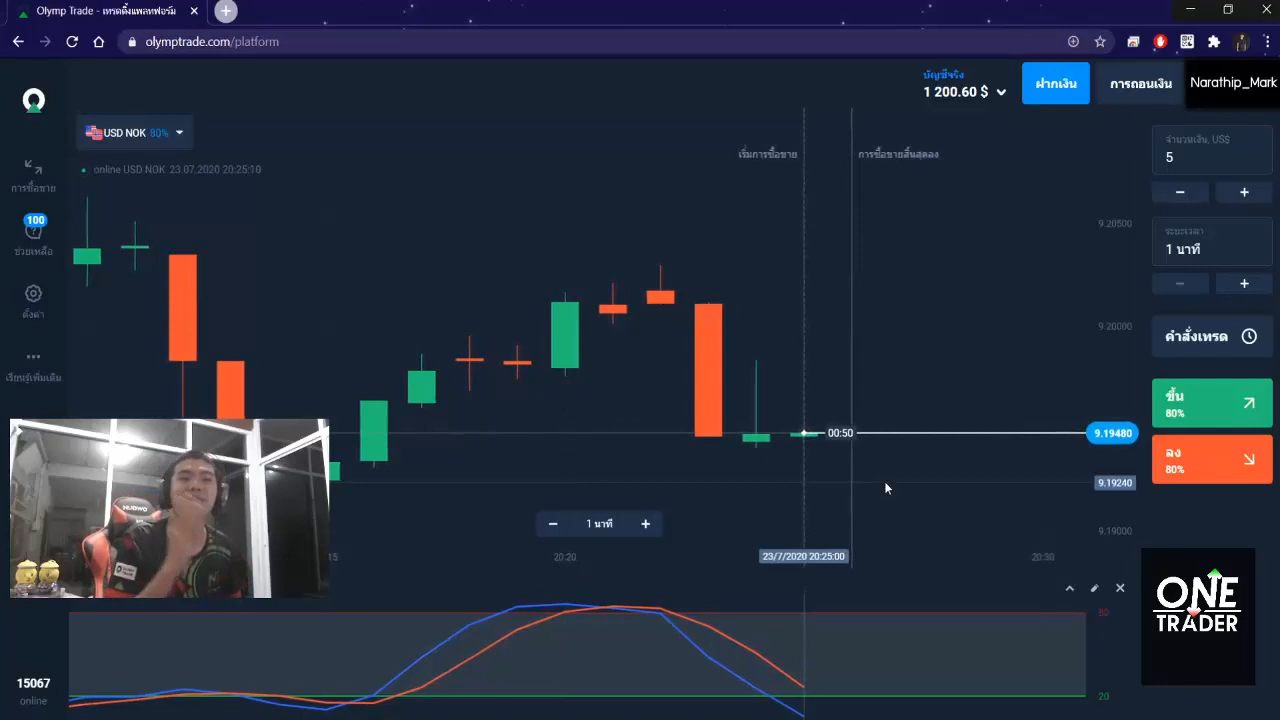 Olymp Trade - เทรดดิ้งแพลทฟอร์ม
olymptrade.com/platform
บัญชีจริง
1 200.60 $
ฝากเงิน
การถอนเงิน
Narathip_Mark
USD NOK 80%
online USD NOK 23.07.2020 20:25:10
เริ่มการซื้อขาย
การซื้อขายสิ้นสุดลง
การซื้อขาย
100
ช่วยเหลือ
ตั้งค่า
เรียนรู้เพิ่มเติม
จำนวนเงิน, US$
5
ระยะเวลา
1 นาที
คำสั่งเทรด
ขึ้น
80%
ลง
80%
9.20500
9.20000
00:50
9.19480
9.19240
9.19000
1 นาที
15
20:20
23/7/2020 20:25:00
20:30
NUBWO
80
20
ONE
TRADER
15067
online